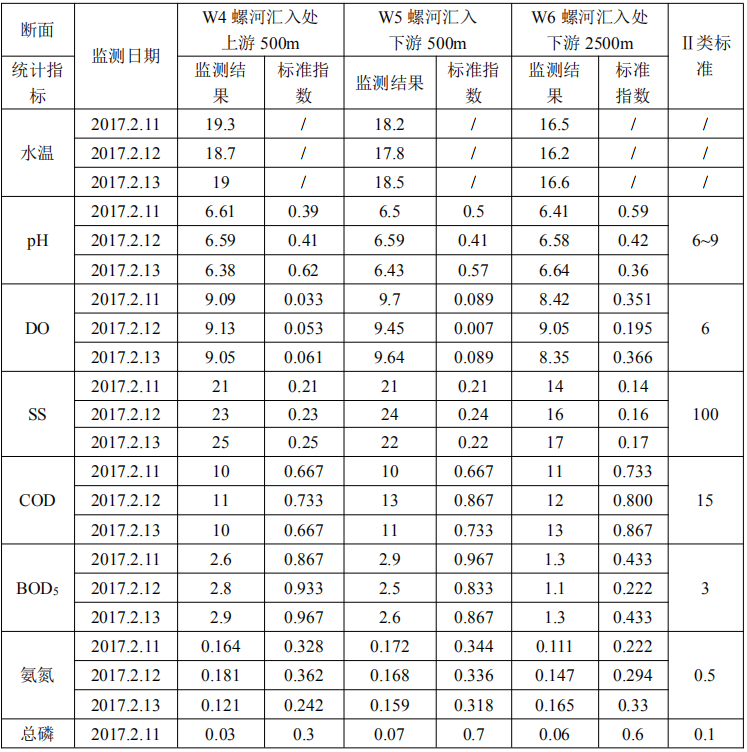 断面 监测日期 W4 螺河汇入处上游 500m W5 螺河汇入处下游 500m W6 螺河汇入处下游 2500m Ⅱ类标准
统计指标 监测结果 标准指数 监测结果 标准指数 监测结果 标准指数
水温 2017.2.11 19.3 / 18.2 / 16.5 / /
2017.2.12 18.7 / 17.8 / 16.2 / /
2017.2.13 19 / 18.5 / 16.6 / /
pH 2017.2.11 6.61 0.39 6.5 0.5 6.41 0.59 6~9
2017.2.12 6.59 0.41 6.59 0.41 6.58 0.42
2017.2.13 6.38 0.62 6.43 0.57 6.64 0.36
DO 2017.2.11 9.09 0.033 9.7 0.089 8.42 0.351 6
2017.2.12 9.13 0.053 9.45 0.007 9.05 0.195
2017.2.13 9.05 0.061 9.64 0.089 8.35 0.366
SS 2017.2.11 21 0.21 21 0.21 14 0.14 100
2017.2.12 23 0.23 24 0.24 16 0.16
2017.2.13 25 0.25 22 0.22 17 0.17
COD 2017.2.11 10 0.667 10 0.667 11 0.733 15
2017.2.12 11 0.733 13 0.867 12 0.800
2017.2.13 10 0.667 11 0.733 13 0.867
BOD₅ 2017.2.11 2.6 0.867 2.9 0.967 1.3 0.433 3
2017.2.12 2.8 0.933 2.5 0.833 1.1 0.222
2017.2.13 2.9 0.967 2.6 0.867 1.3 0.433
氨氮 2017.2.11 0.164 0.328 0.172 0.344 0.111 0.222 0.5
2017.2.12 0.181 0.362 0.168 0.336 0.147 0.294
2017.2.13 0.121 0.242 0.159 0.318 0.165 0.33
总磷 2017.2.11 0.03 0.3 0.07 0.7 0.06 0.6 0.1